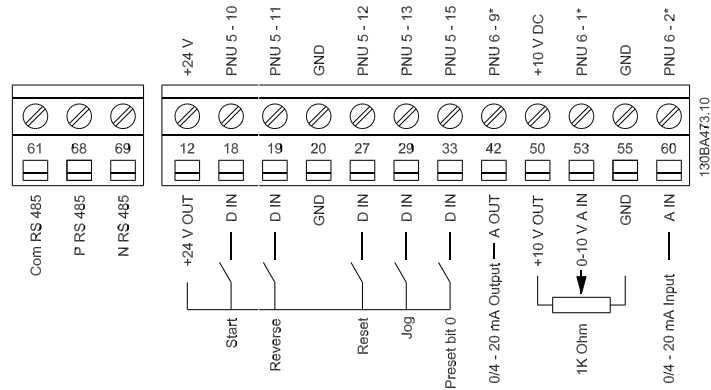 +24 V
PNU 5 - 10
PNU 5 - 11
GND
PNU 5 - 12
PNU 5 - 13
PNU 5 - 15
PNU 6 - 9*
+10 V DC
PNU 6 - 1*
GND
PNU 6 - 2*
61 68 69
12 18 19 20 27 29 33 42 50 53 55 60
130BA473.10
Com RS 485
P RS 485
N RS 485
+24 V OUT
D IN
D IN
GND
D IN
D IN
D IN
0/4 - 20 mA Output — A OUT
+10 V OUT
0-10 V A IN
GND
0/4 - 20 mA Input — A IN
Start
Reverse
Reset
Jog
Preset bit 0
1K Ohm